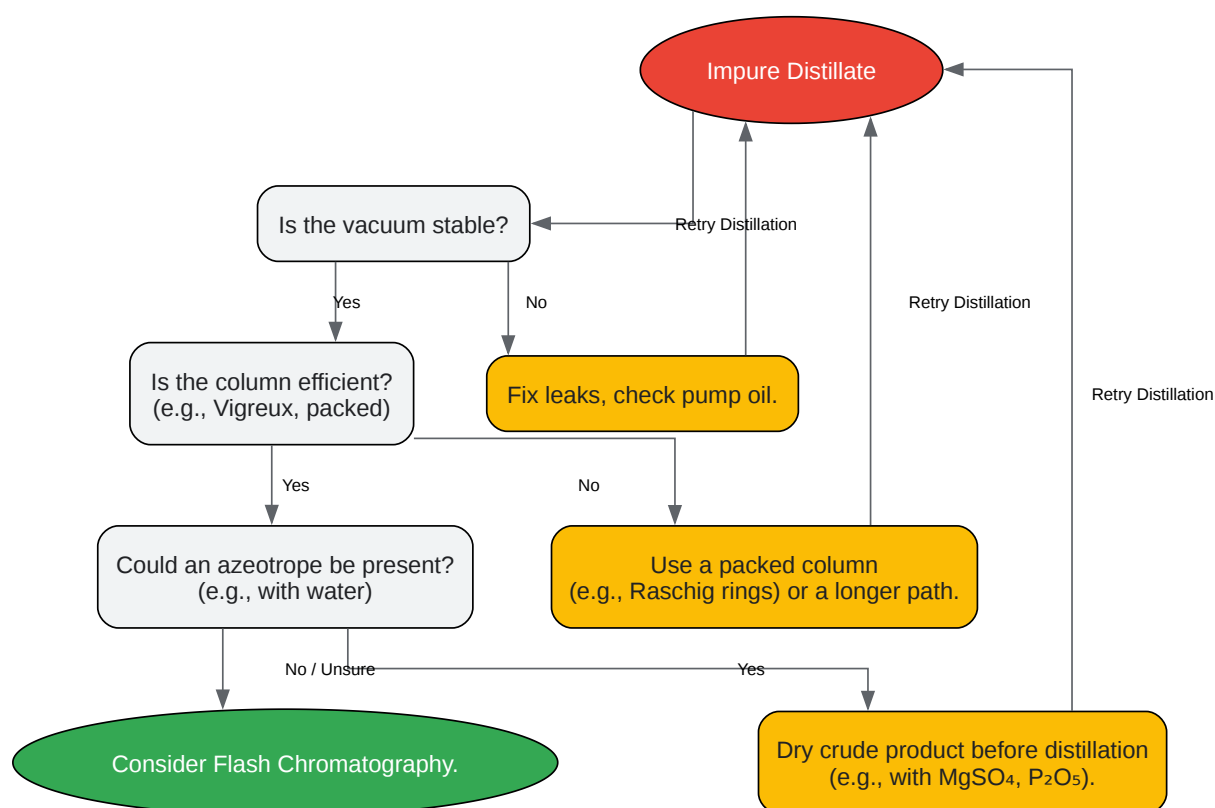 Impure Distillate
Is the vacuum stable?
Retry Distillation
Yes
No
Retry Distillation
Is the column efficient?
(e.g., Vigreux, packed)
Fix leaks, check pump oil.
Retry Distillation
Yes
No
Could an azeotrope be present?
(e.g., with water)
Use a packed column
(e.g., Raschig rings) or a longer path.
No / Unsure
Yes
Consider Flash Chromatography.
Dry crude product before distillation
(e.g., with MgSO₄, P₂O₅).